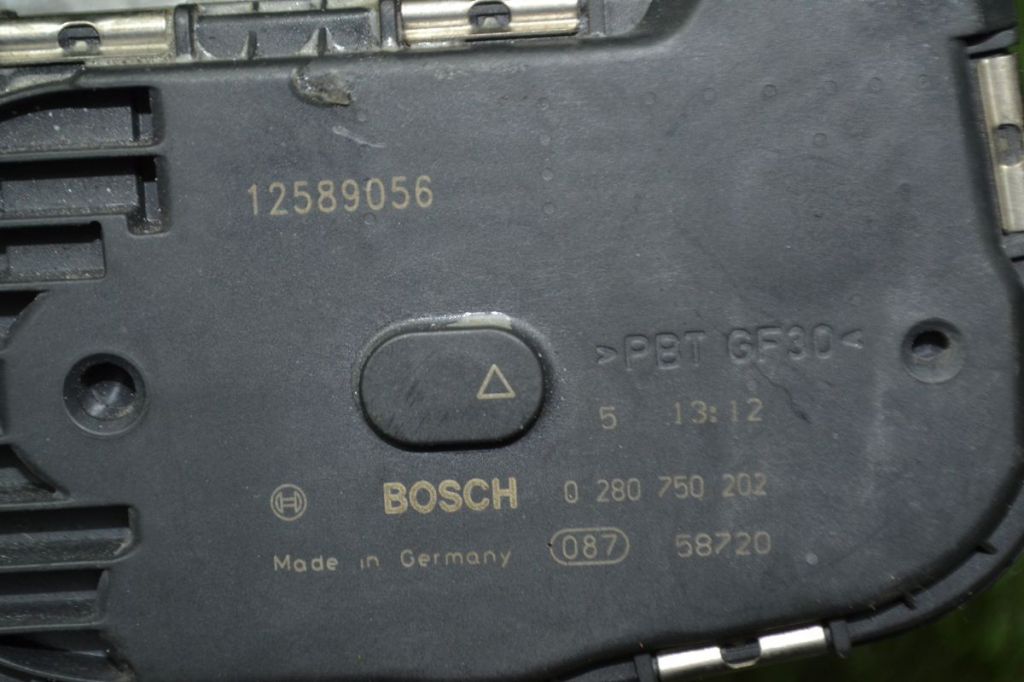 12589056
>PBT GF30<
5 13:12
BOSCH 0 280 750 202
Made in Germany 087 58720